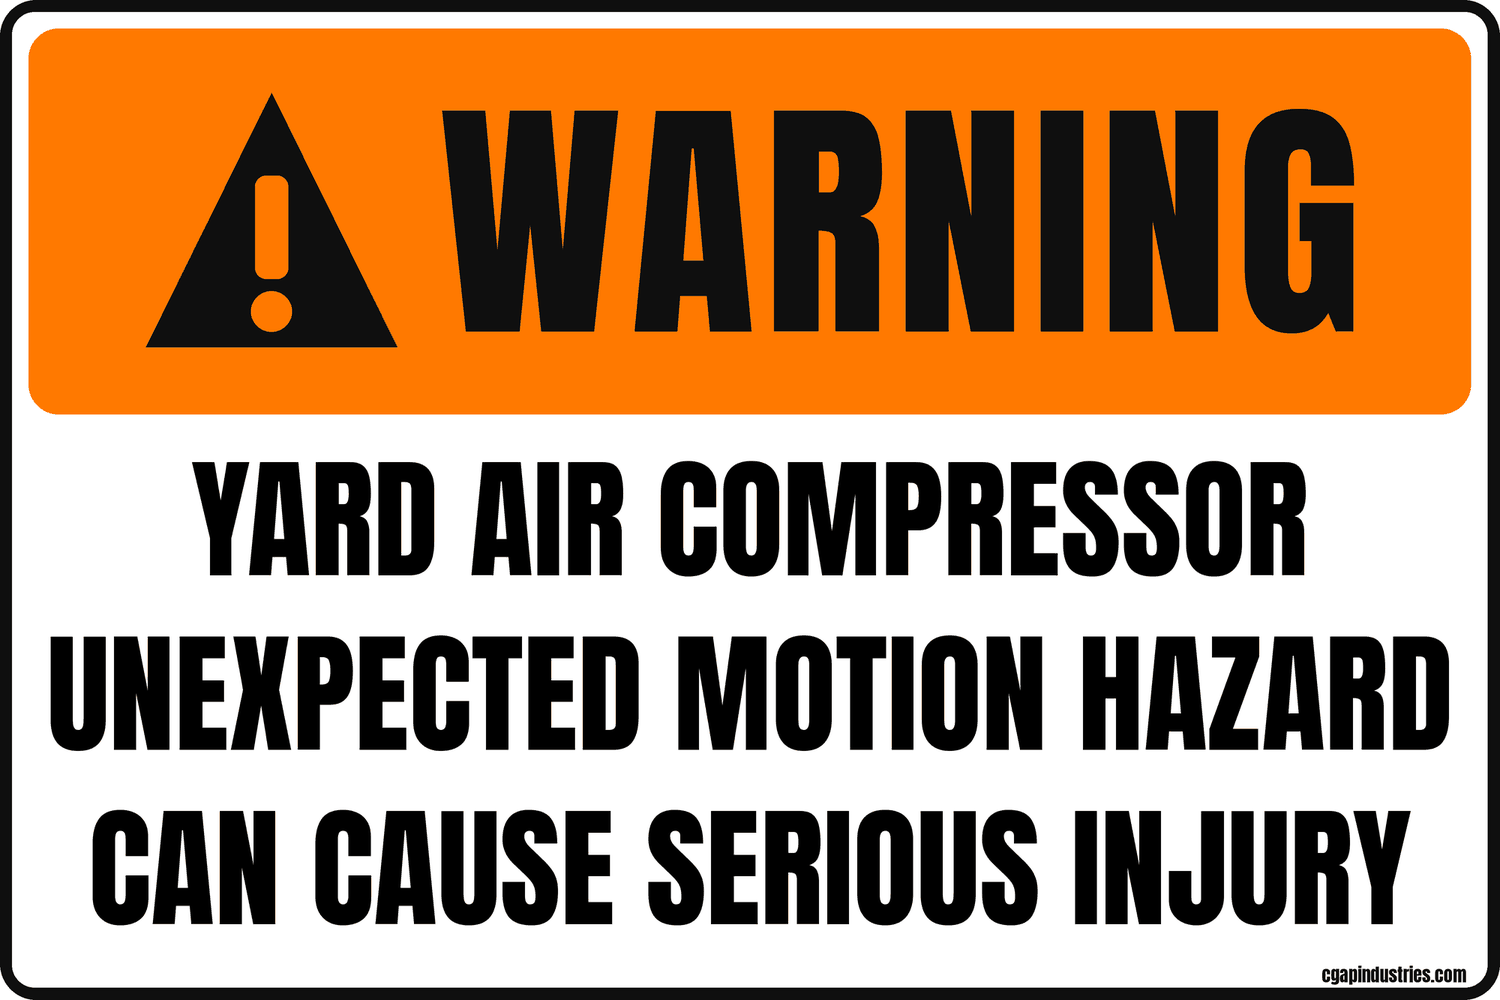 WARNING
YARD AIR COMPRESSOR
UNEXPECTED MOTION HAZARD
CAN CAUSE SERIOUS INJURY
cgapindustries.com